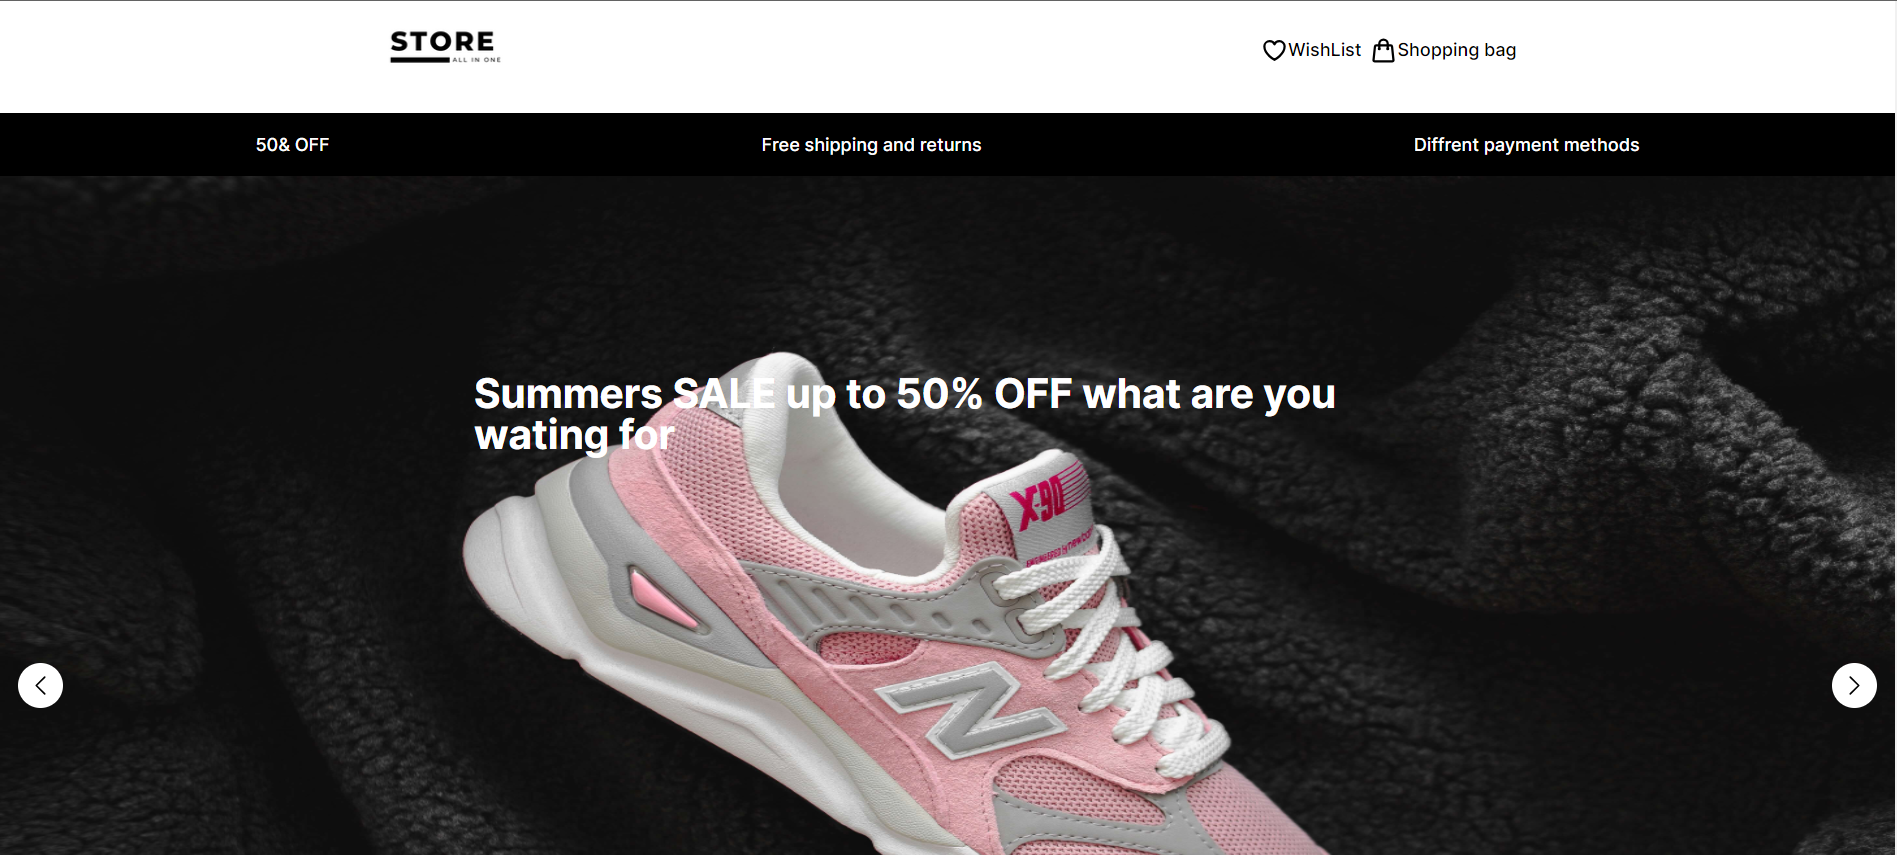 STORE
ALL IN ONE
WishList
Shopping bag
50& OFF
Free shipping and returns
Diffrent payment methods
Summers SALE up to 50% OFF what are you
wating for
X-90
N